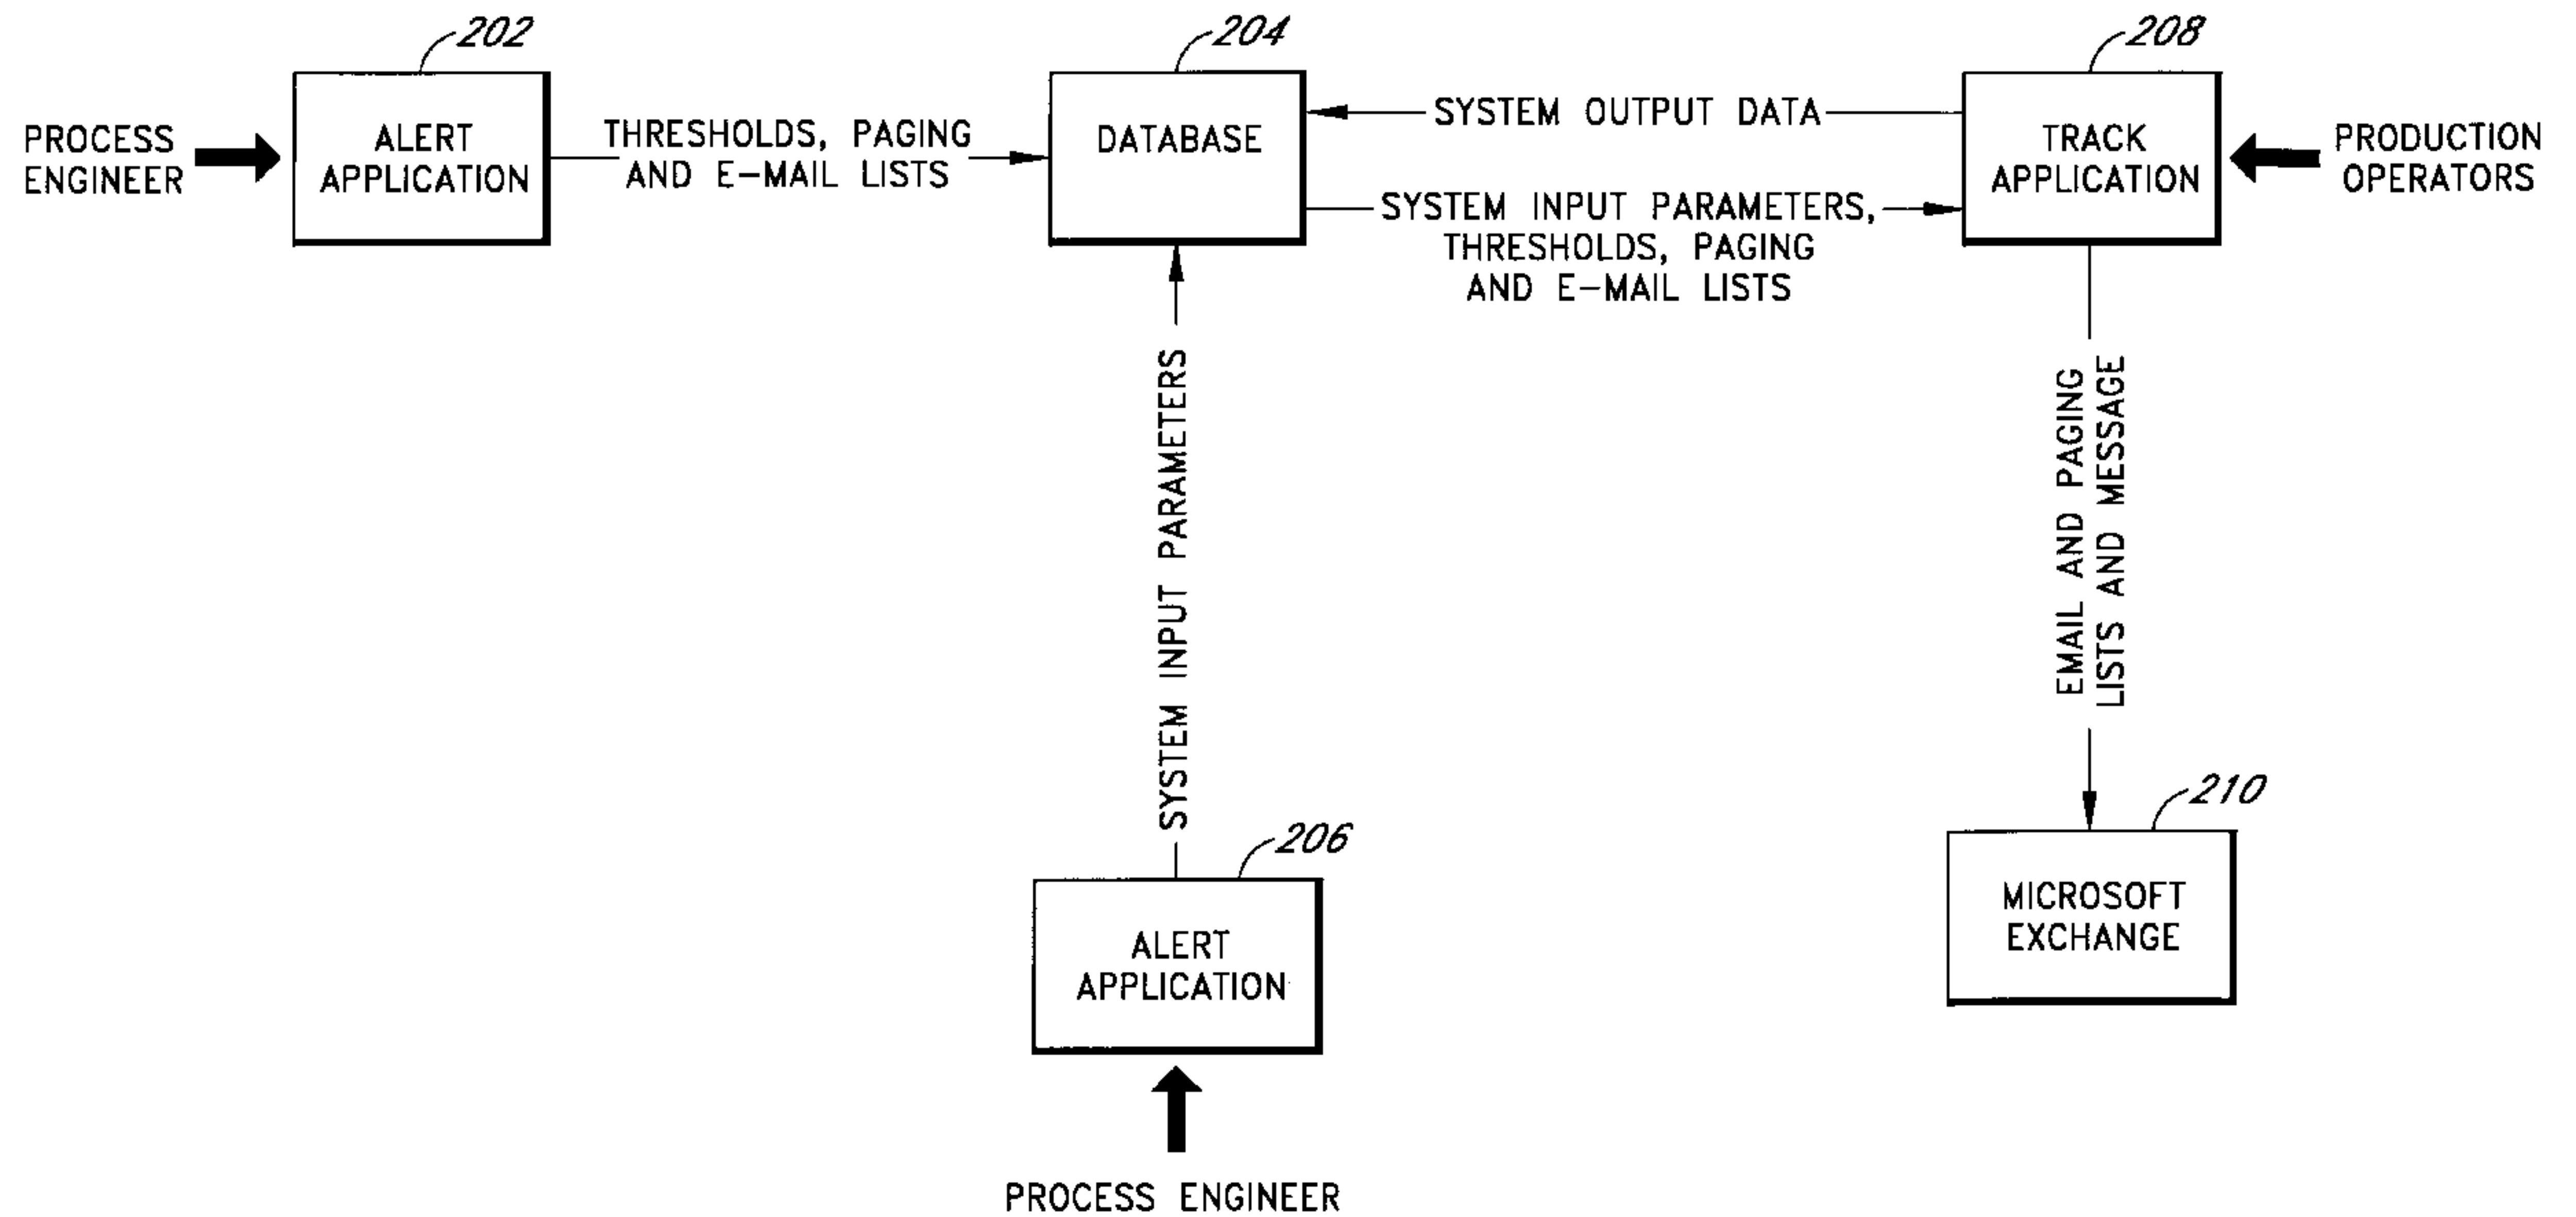 202
204
208
PROCESS
ENGINEER
ALERT
APPLICATION
THRESHOLDS, PAGING
AND E-MAIL LISTS
DATABASE
SYSTEM OUTPUT DATA
SYSTEM INPUT PARAMETERS,
THRESHOLDS, PAGING
AND E-MAIL LISTS
TRACK
APPLICATION
PRODUCTION
OPERATORS
SYSTEM INPUT PARAMETERS
EMAIL AND PAGING
LISTS AND MESSAGE
206
210
ALERT
APPLICATION
MICROSOFT
EXCHANGE
PROCESS ENGINEER